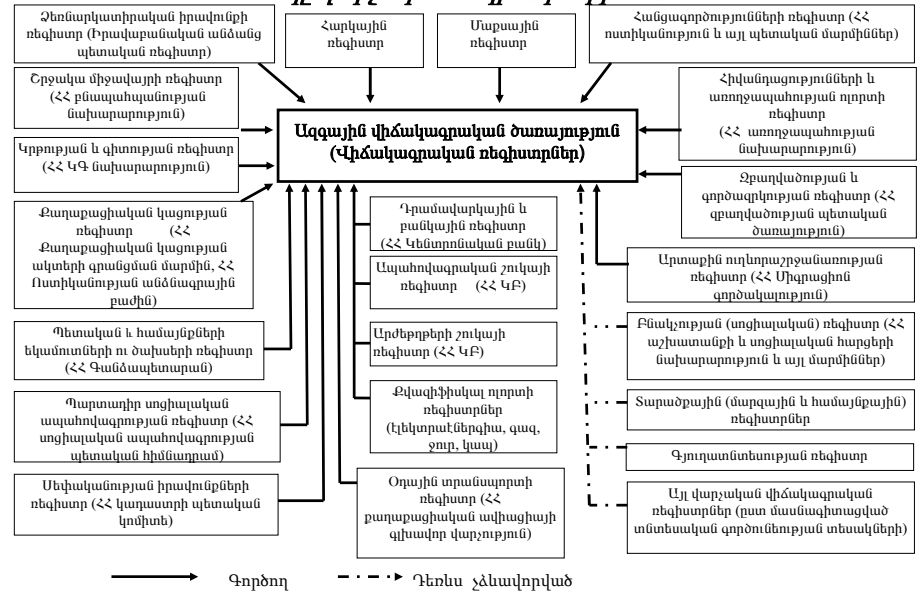 Ձեռնարկատիրական իրավունքի
ռեգիստր (Իրավաբանական անձանց
պետական ռեգիստր)
Հարկային
ռեգիստր
Մաքսային
ռեգիստր
Հանցագործությունների ռեգիստր (ՀՀ
ոստիկանություն և այլ պետական մարմիններ)
Շրջակա միջավայրի ռեգիստր
(ՀՀ բնապահպանության
նախարարություն)
Կրթության և գիտության ռեգիստր
(ՀՀ ԿԳ նախարարություն)
Ազգային վիճակագրական ծառայություն
(Վիճակագրական ռեգիստրներ)
Հիվանդացությունների և
առողջապահության ոլորտի
ռեգիստր
(ՀՀ առողջապահության
նախարարություն)
Զբաղվածության և
գործազրկության ռեգիստր (ՀՀ
զբաղվածության պետական
ծառայություն)
Քաղաքացիական կացության
ռեգիստր (ՀՀ
Քաղաքացիական կացության
ակտերի գրանցման մարմին, ՀՀ
Ոստիկանության անձնագրային
բաժին)
Դրամավարկային և
բանկային ռեգիստր
(ՀՀ Կենտրոնական բանկ)
Ապահովագրական շուկայի
ռեգիստր (ՀՀ ԿԲ)
Արժեթղթերի շուկայի
ռեգիստր (ՀՀ ԿԲ)
Քվազիֆիսկալ ոլորտի
ռեգիստրներ
(էլեկտրաէներգիա, գազ,
ջուր, կապ)
Օդային տրանսպորտի
ռեգիստր (ՀՀ
քաղաքացիական ավիացիայի
գլխավոր վարչություն)
Պետական և համայնքների
եկամուտների ու ծախսերի ռեգիստր
(ՀՀ Գանձապետարան)
Պարտադիր սոցիալական
ապահովագրության ռեգիստր (ՀՀ
սոցիալական ապահովագրության
պետական հիմնադրամ)
Սեփականության իրավունքների
ռեգիստր (ՀՀ կադաստրի պետական
կոմիտե)
Արտաքին ուղևորաշրջանառության
ռեգիստր (ՀՀ Միգրացիոն
գործակալություն)
Բնակչության (սոցիալական) ռեգիստր (ՀՀ
աշխատանքի և սոցիալական հարցերի
նախարարություն և այլ մարմիններ)
Տարածքային (մարզային և համայնքային)
ռեգիստրներ
Գյուղատնտեսության ռեգիստր
Այլ վարչական վիճակագրական
ռեգիստրներ (ըստ մասնագիտացված
տնտեսական գործունեության տեսակների)
Գործող
Դեռևս չձևավորված